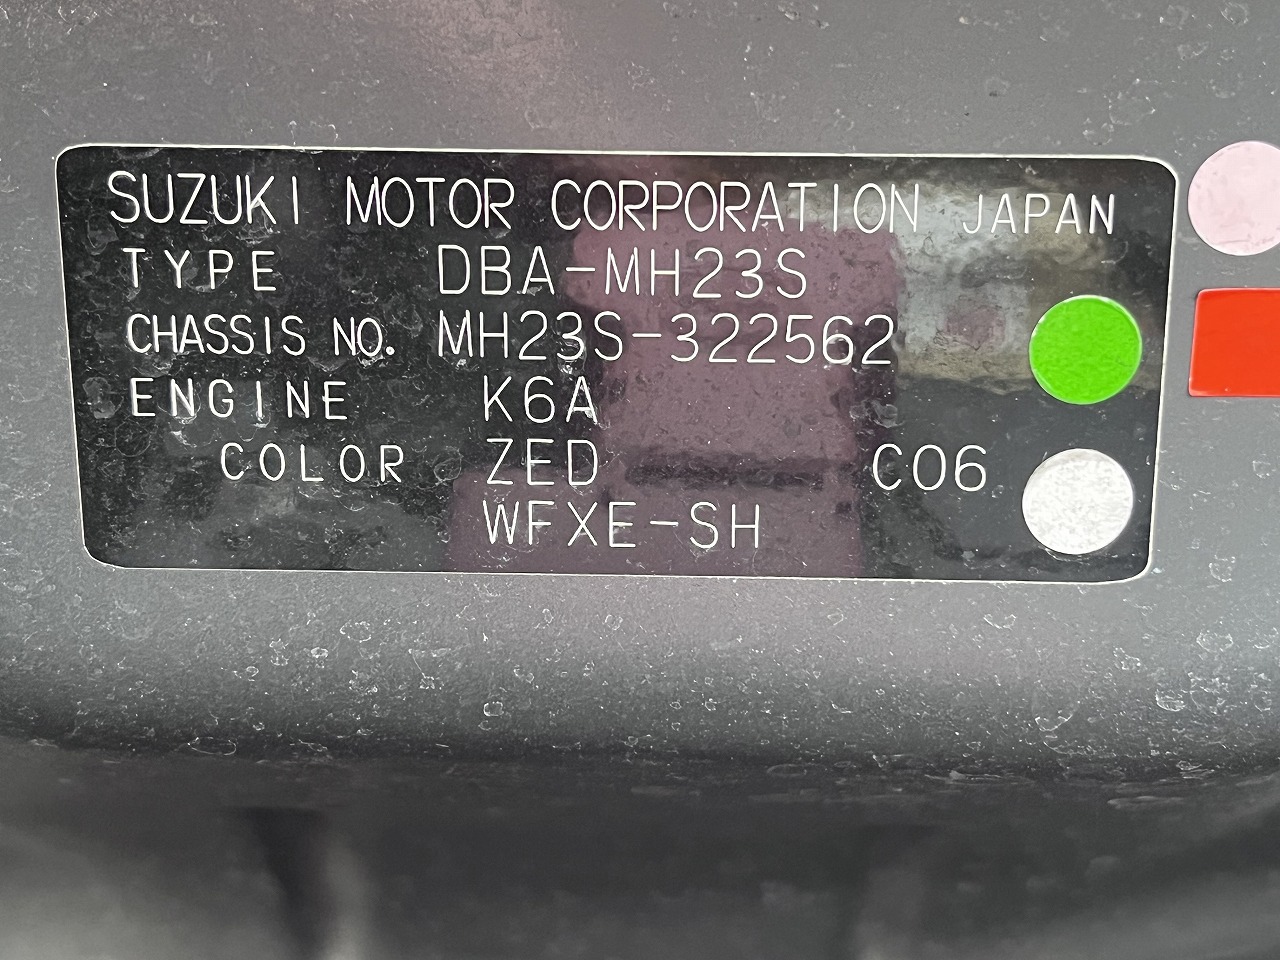 SUZUKI MOTOR CORPORATION JAPAN
TYPE DBA-MH23S
CHASSIS NO. MH23S-322562
ENGINE K6A
COLOR ZED C06
WFXE-SH